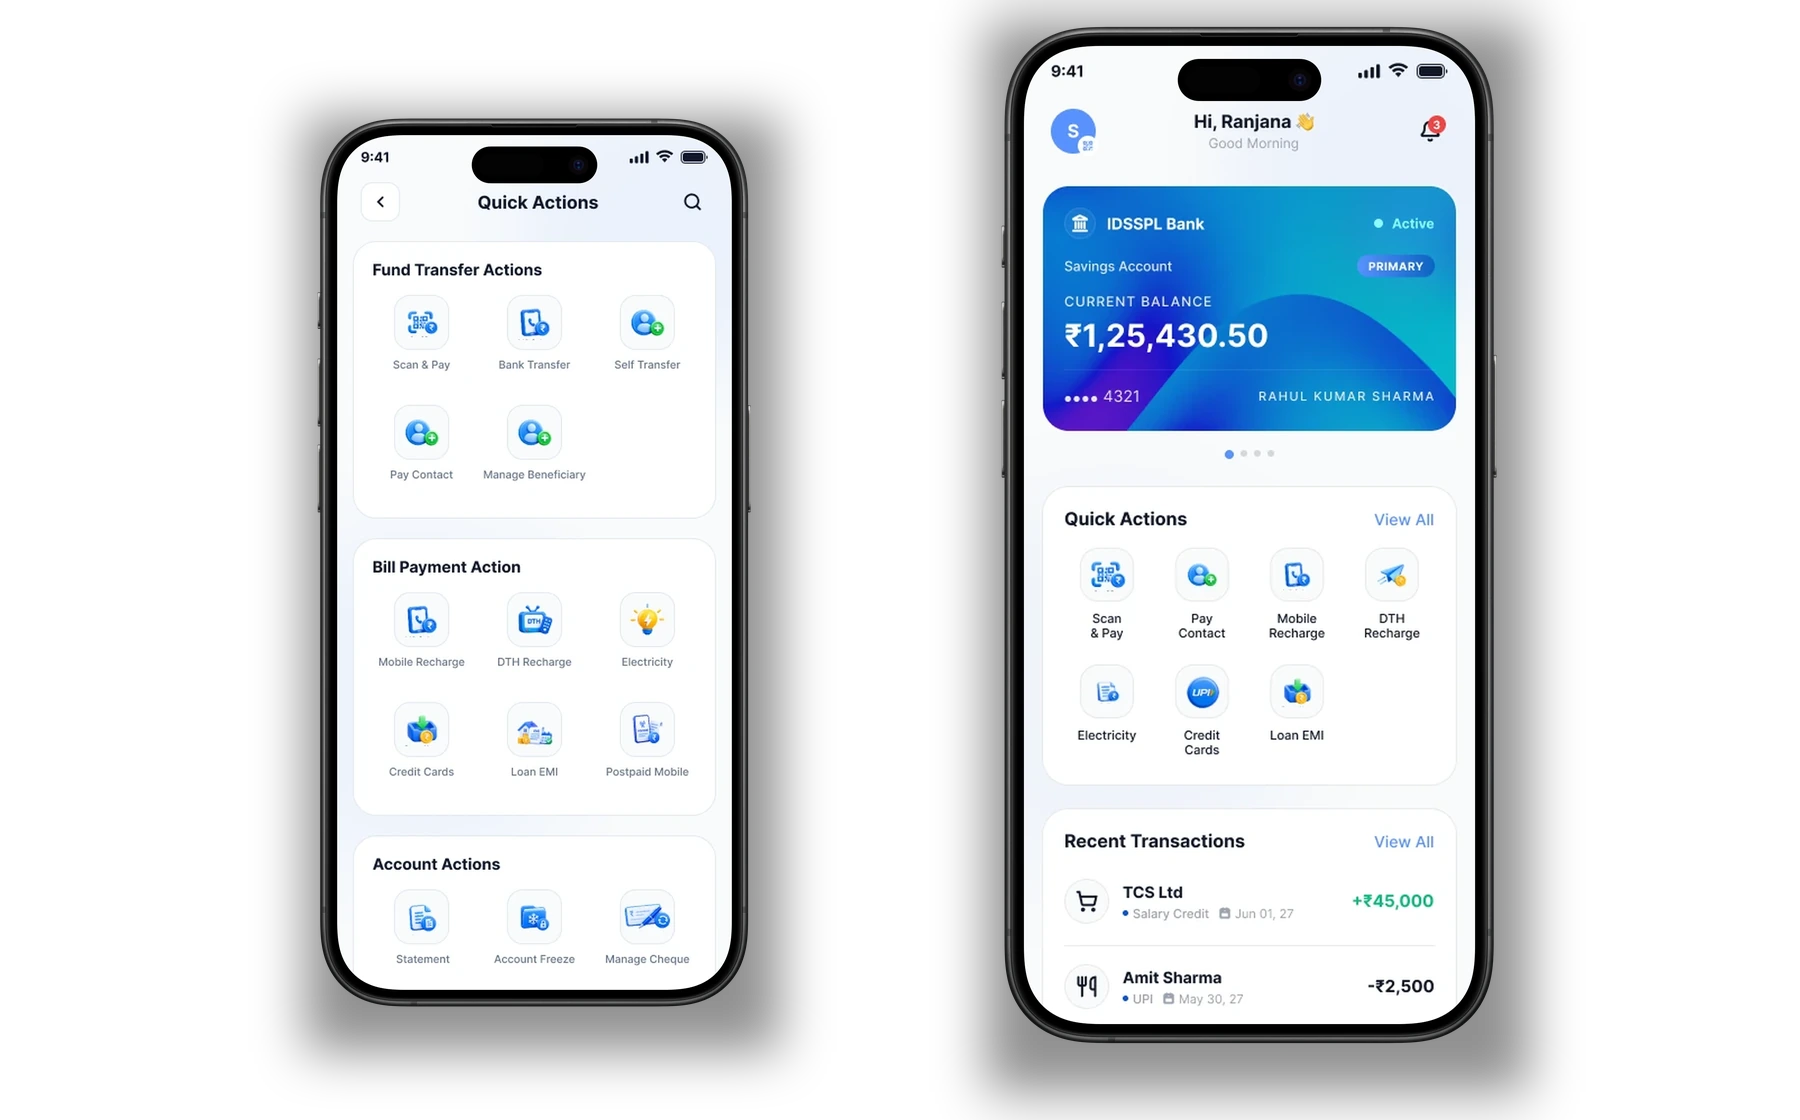 9:41
Quick Actions
Fund Transfer Actions
Scan & Pay
Bank Transfer
Self Transfer
Pay Contact
Manage Beneficiary
Bill Payment Action
Mobile Recharge
DTH
DTH Recharge
Electricity
Credit Cards
Loan EMI
Postpaid Mobile
Account Actions
Statement
Account Freeze
Manage Cheque
9:41
S
Hi, Ranjana 👋
Good Morning
3
IDSSPL Bank
Active
Savings Account
PRIMARY
CURRENT BALANCE
₹1,25,430.50
•••• 4321
RAHUL KUMAR SHARMA
Quick Actions
View All
Scan
& Pay
Pay
Contact
Mobile
Recharge
DTH
Recharge
Electricity
UPI
Credit
Cards
Loan EMI
Recent Transactions
View All
TCS Ltd
• Salary Credit
Jun 01, 27
+₹45,000
Amit Sharma
• UPI
May 30, 27
-₹2,500